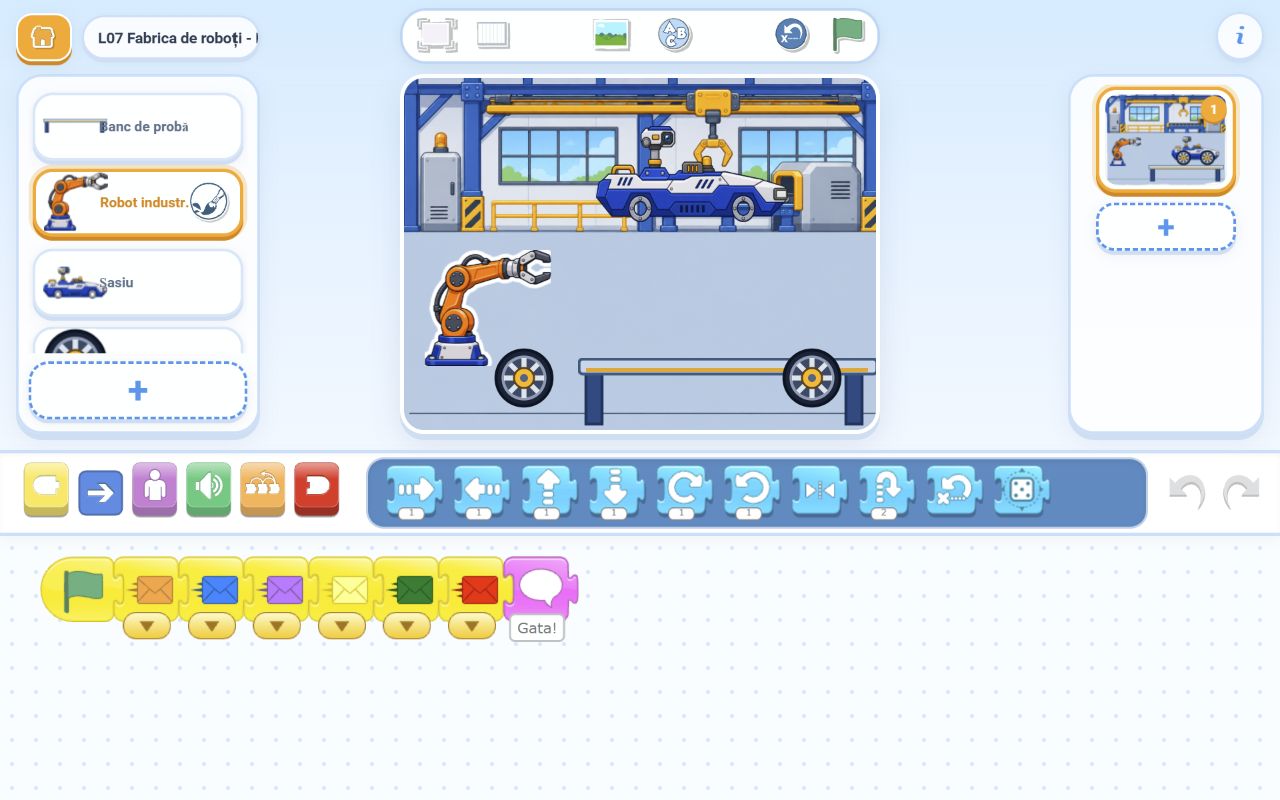 L07 Fabrica de roboți -
ABC
i
Banc de probă
Robot industr.
Șasiu
1
1
1
1
1
1
1
2
Gata!